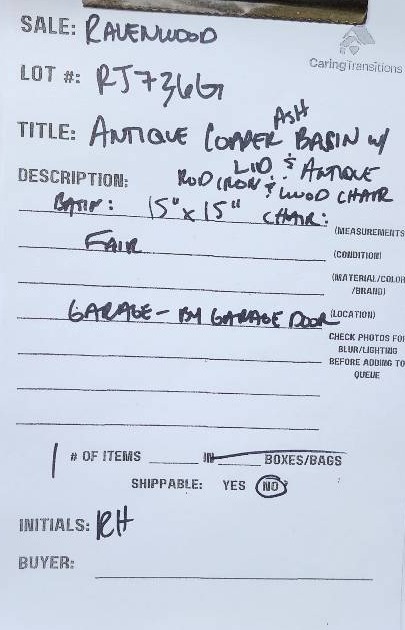 SALE: RAVENWOOD
CaringTransitions
LOT #: RJ736G
TITLE: ANTIQUE COPPER ASH BASIN W/
LID & ANTIQUE
DESCRIPTION: ROD IRON & WOOD CHAIR
BASIN: 15" x 15" CHAIR:
(MEASUREMENTS
FAIR
(CONDITION)
(MATERIAL/COLOR
/BRAND)
GARAGE - BY GARAGE DOOR (LOCATION)
CHECK PHOTOS FO
BLUR/LIGHTING
BEFORE ADDING TO
QUEUE
1 # OF ITEMS IN BOXES/BAGS
SHIPPABLE: YES NO
INITIALS: RH
BUYER: